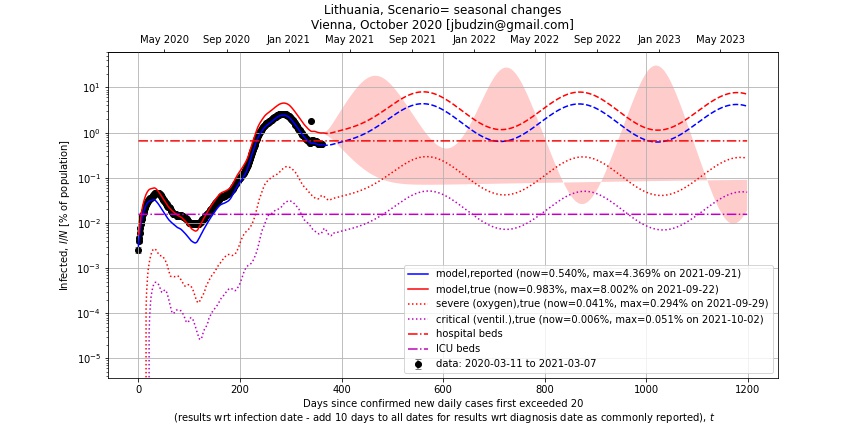 Lithuania, Scenario= seasonal changes
Vienna, October 2020 [jbudzin@gmail.com]
May 2020 Sep 2020 Jan 2021 May 2021 Sep 2021 Jan 2022 May 2022 Sep 2022 Jan 2023 May 2023
Infected, I/N [% of population]
10¹
10⁰
10⁻¹
10⁻²
10⁻³
10⁻⁴
10⁻⁵
model,reported (now=0.540%, max=4.369% on 2021-09-21)
model,true (now=0.983%, max=8.002% on 2021-09-22)
severe (oxygen),true (now=0.041%, max=0.294% on 2021-09-29)
critical (ventil.),true (now=0.006%, max=0.051% on 2021-10-02)
hospital beds
ICU beds
data: 2020-03-11 to 2021-03-07
0 200 400 600 800 1000 1200
Days since confirmed new daily cases first exceeded 20
(results wrt infection date - add 10 days to all dates for results wrt diagnosis date as commonly reported), t